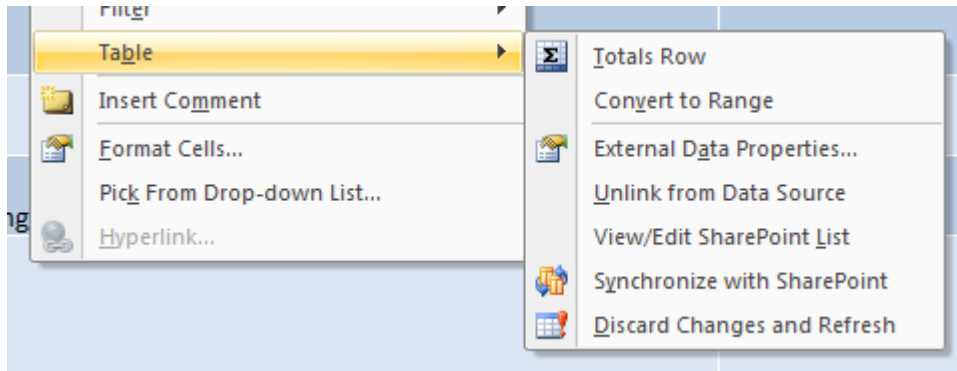 Filter
Table
Insert Comment
Format Cells...
Pick From Drop-down List...
Hyperlink...
Totals Row
Convert to Range
External Data Properties...
Unlink from Data Source
View/Edit SharePoint List
Synchronize with SharePoint
Discard Changes and Refresh
ng